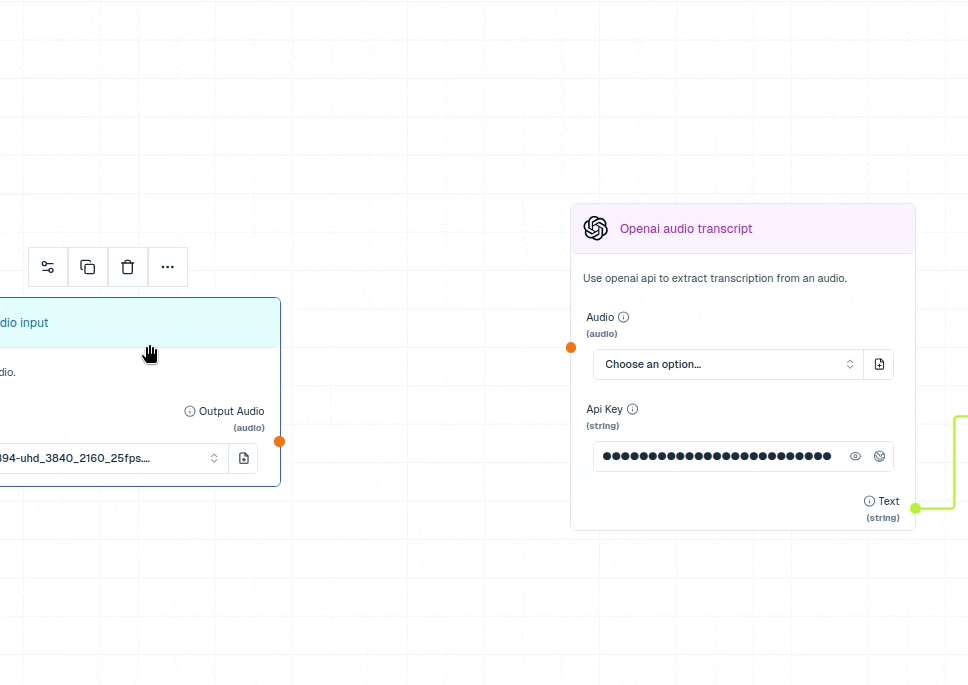 Openai audio transcript
Use openai api to extract transcription from an audio.
Audio
(audio)
Choose an option...
Api Key
(string)
Text
(string)
dio input
dio.
Output Audio
(audio)
394-uhd_3840_2160_25fps....